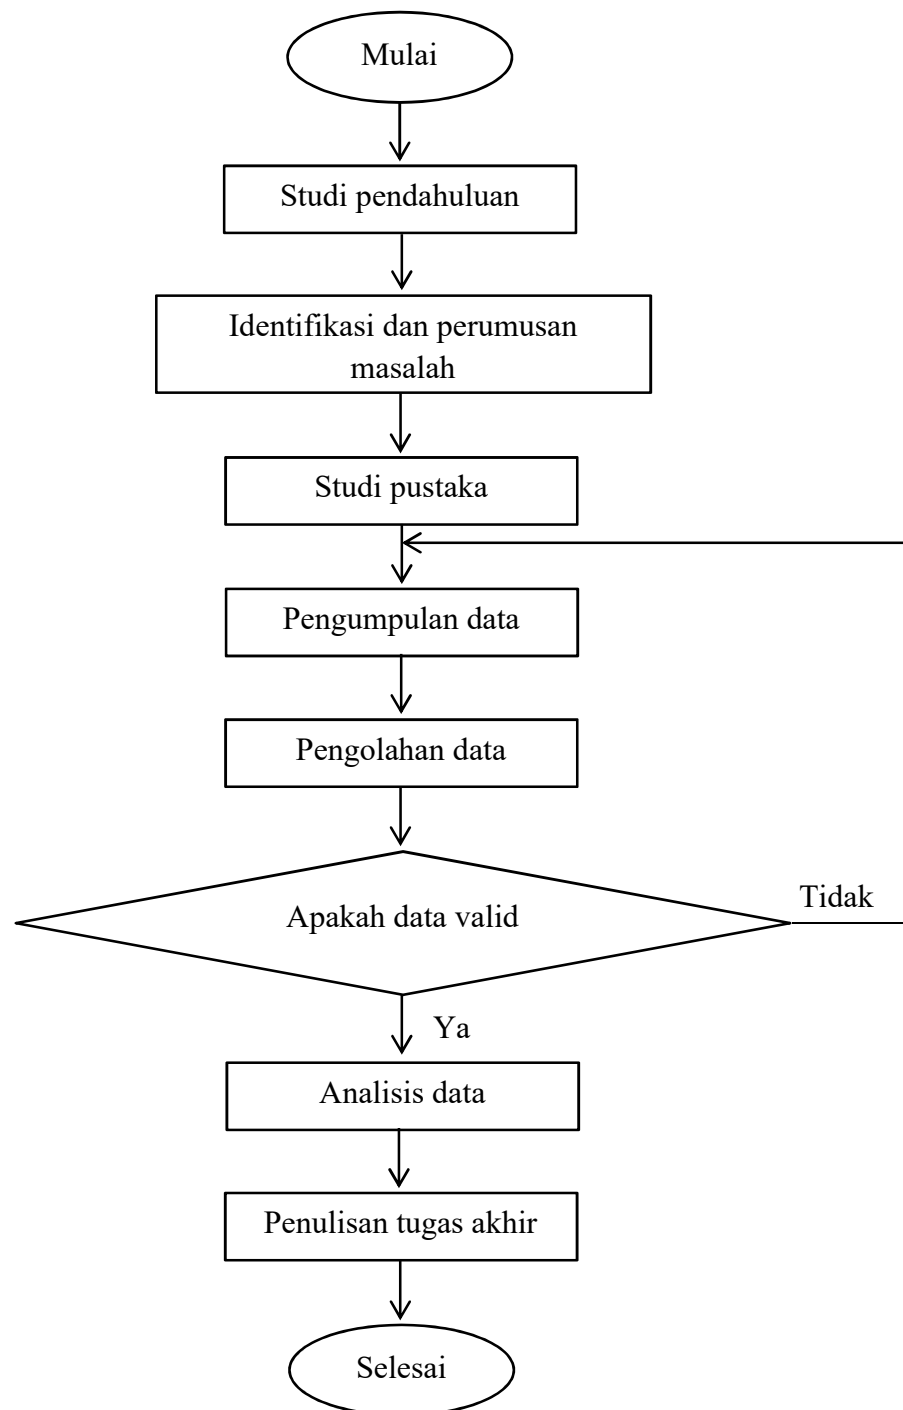 Mulai
Studi pendahuluan
Identifikasi dan perumusan
masalah
Studi pustaka
Pengumpulan data
Pengolahan data
Apakah data valid
Tidak
Ya
Analisis data
Penulisan tugas akhir
Selesai